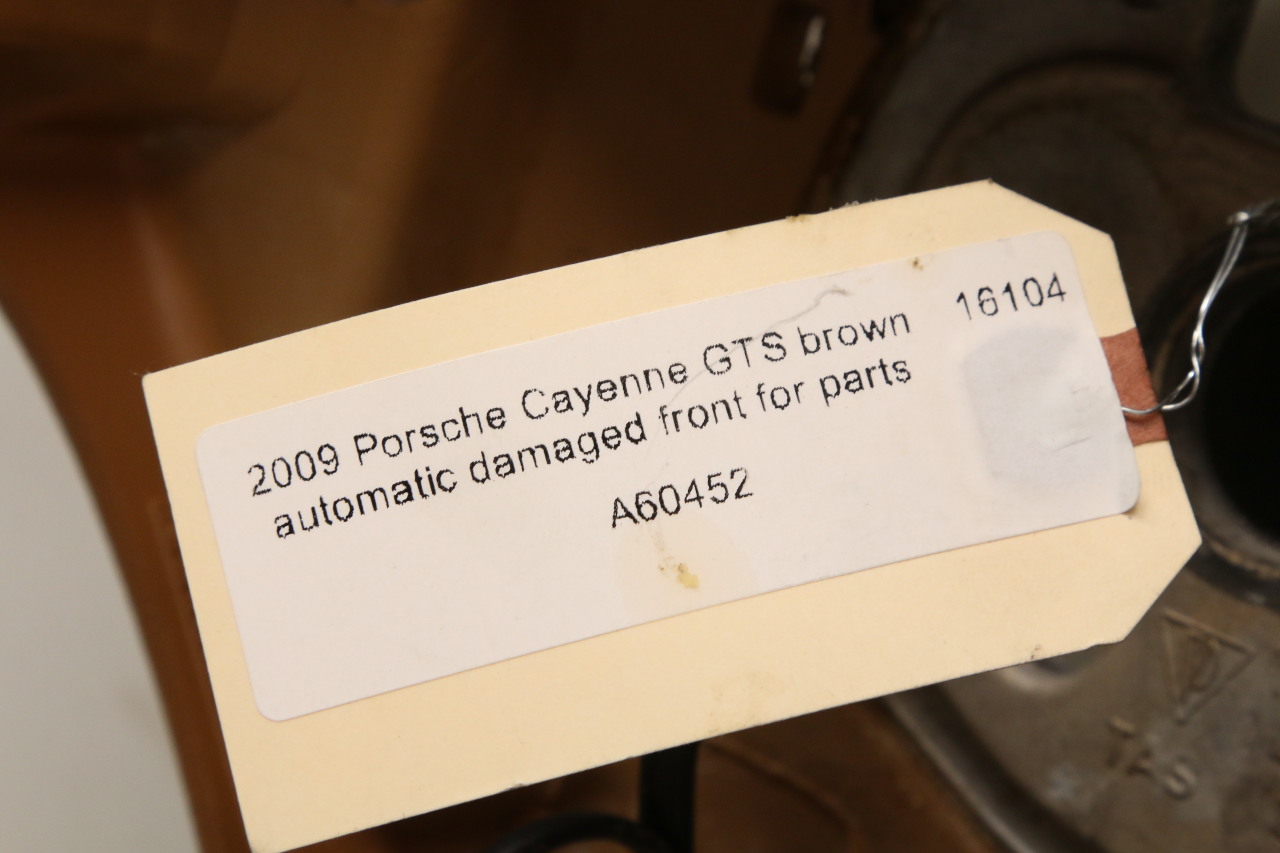 2009 Porsche Cayenne GTS brown 16104
automatic damaged front for parts
A60452